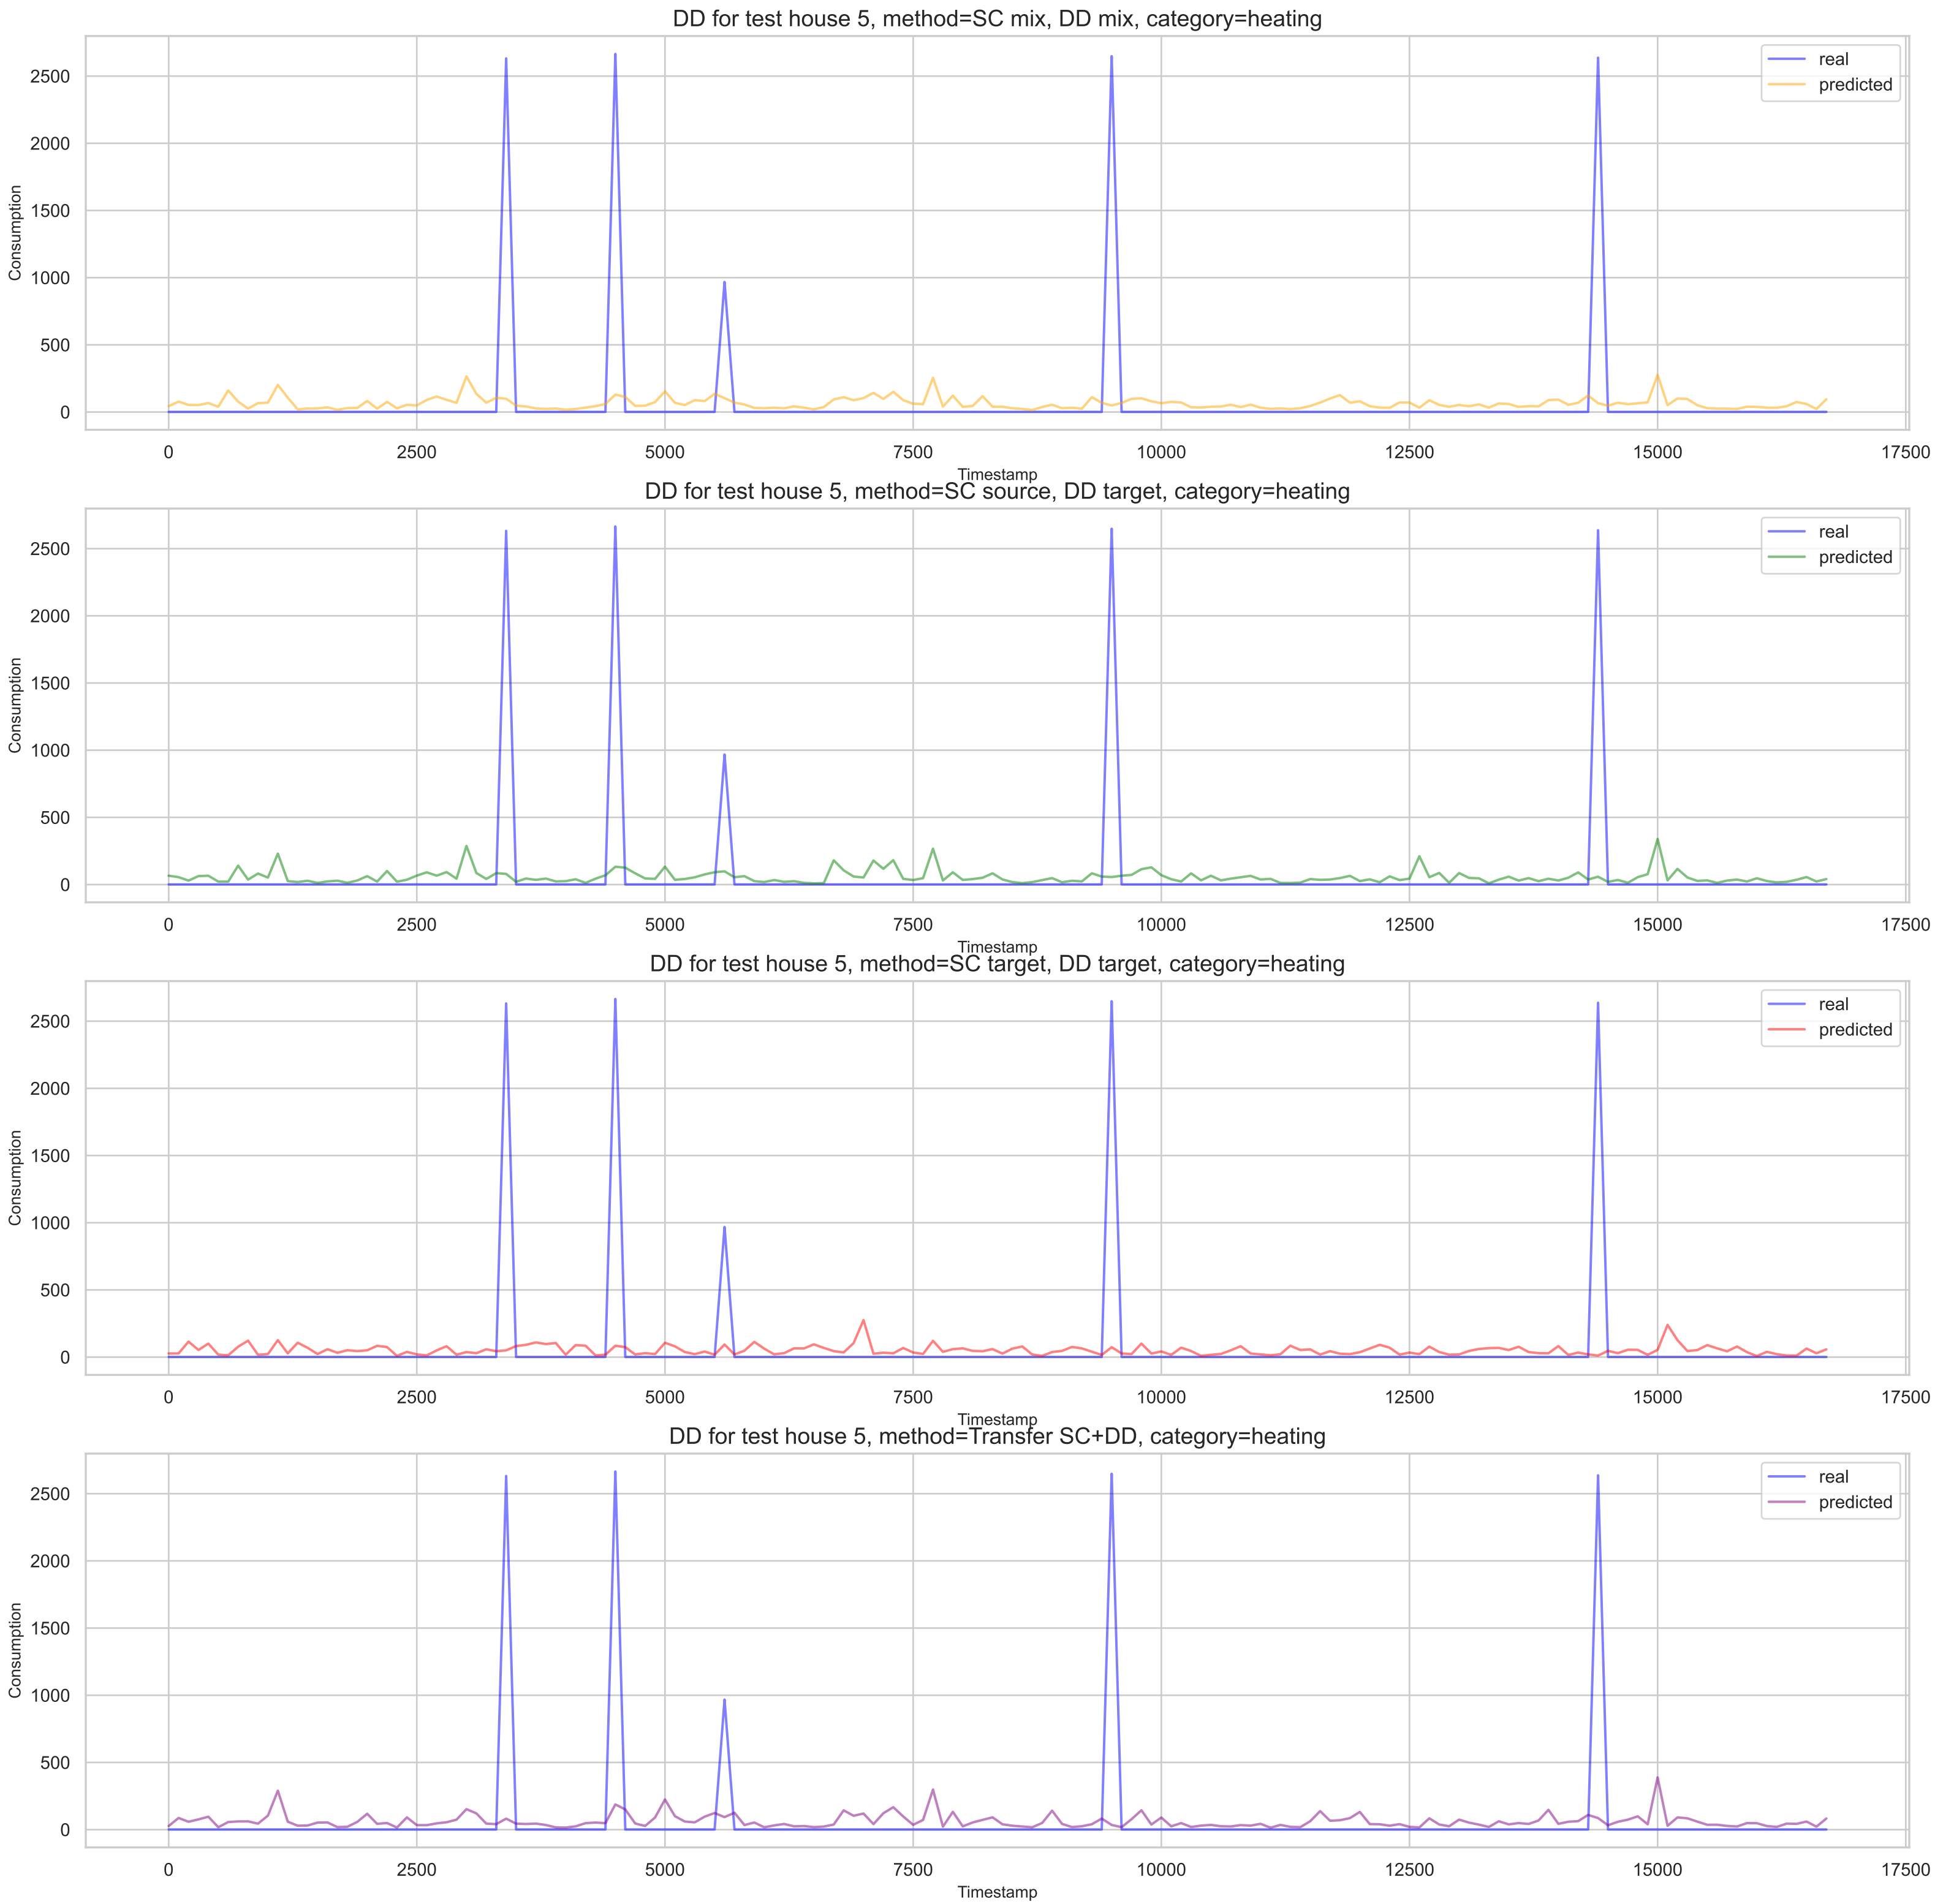 DD for test house 5, method=SC mix, DD mix, category=heating
real
predicted
2500
2000
1500
1000
500
0
Consumption
0 2500 5000 7500 10000 12500 15000 17500
Timestamp
DD for test house 5, method=SC source, DD target, category=heating
real
predicted
2500
2000
1500
1000
500
0
Consumption
0 2500 5000 7500 10000 12500 15000 17500
Timestamp
DD for test house 5, method=SC target, DD target, category=heating
real
predicted
2500
2000
1500
1000
500
0
Consumption
0 2500 5000 7500 10000 12500 15000 17500
Timestamp
DD for test house 5, method=Transfer SC+DD, category=heating
real
predicted
2500
2000
1500
1000
500
0
Consumption
0 2500 5000 7500 10000 12500 15000 17500
Timestamp